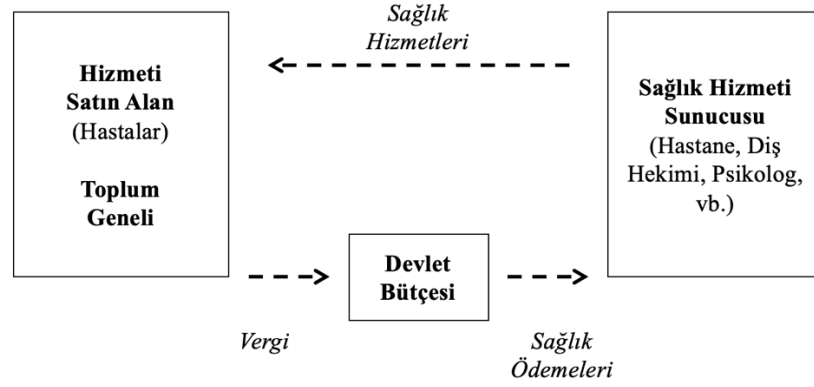 Sağlık
Hizmetleri
Hizmeti
Satın Alan
(Hastalar)
Toplum
Geneli
Sağlık Hizmeti
Sunucusu
(Hastane, Diş
Hekimi, Psikolog,
vb.)
Devlet
Bütçesi
Vergi
Sağlık
Ödemeleri